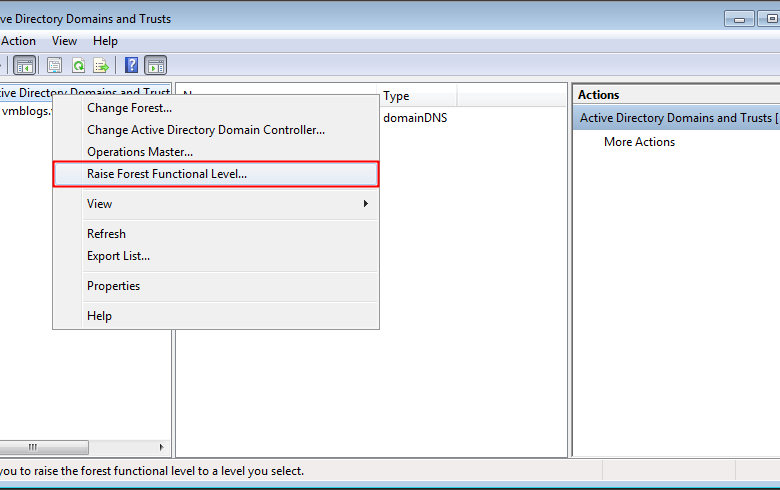 ve Directory Domains and Trusts
Action View Help
tive Directory Domains and Trust
vmblogs.
Type
domainDNS
Change Forest...
Change Active Directory Domain Controller...
Operations Master...
Raise Forest Functional Level...
View
Refresh
Export List...
Properties
Help
Actions
Active Directory Domains and Trusts [
More Actions
you to raise the forest functional level to a level you select.